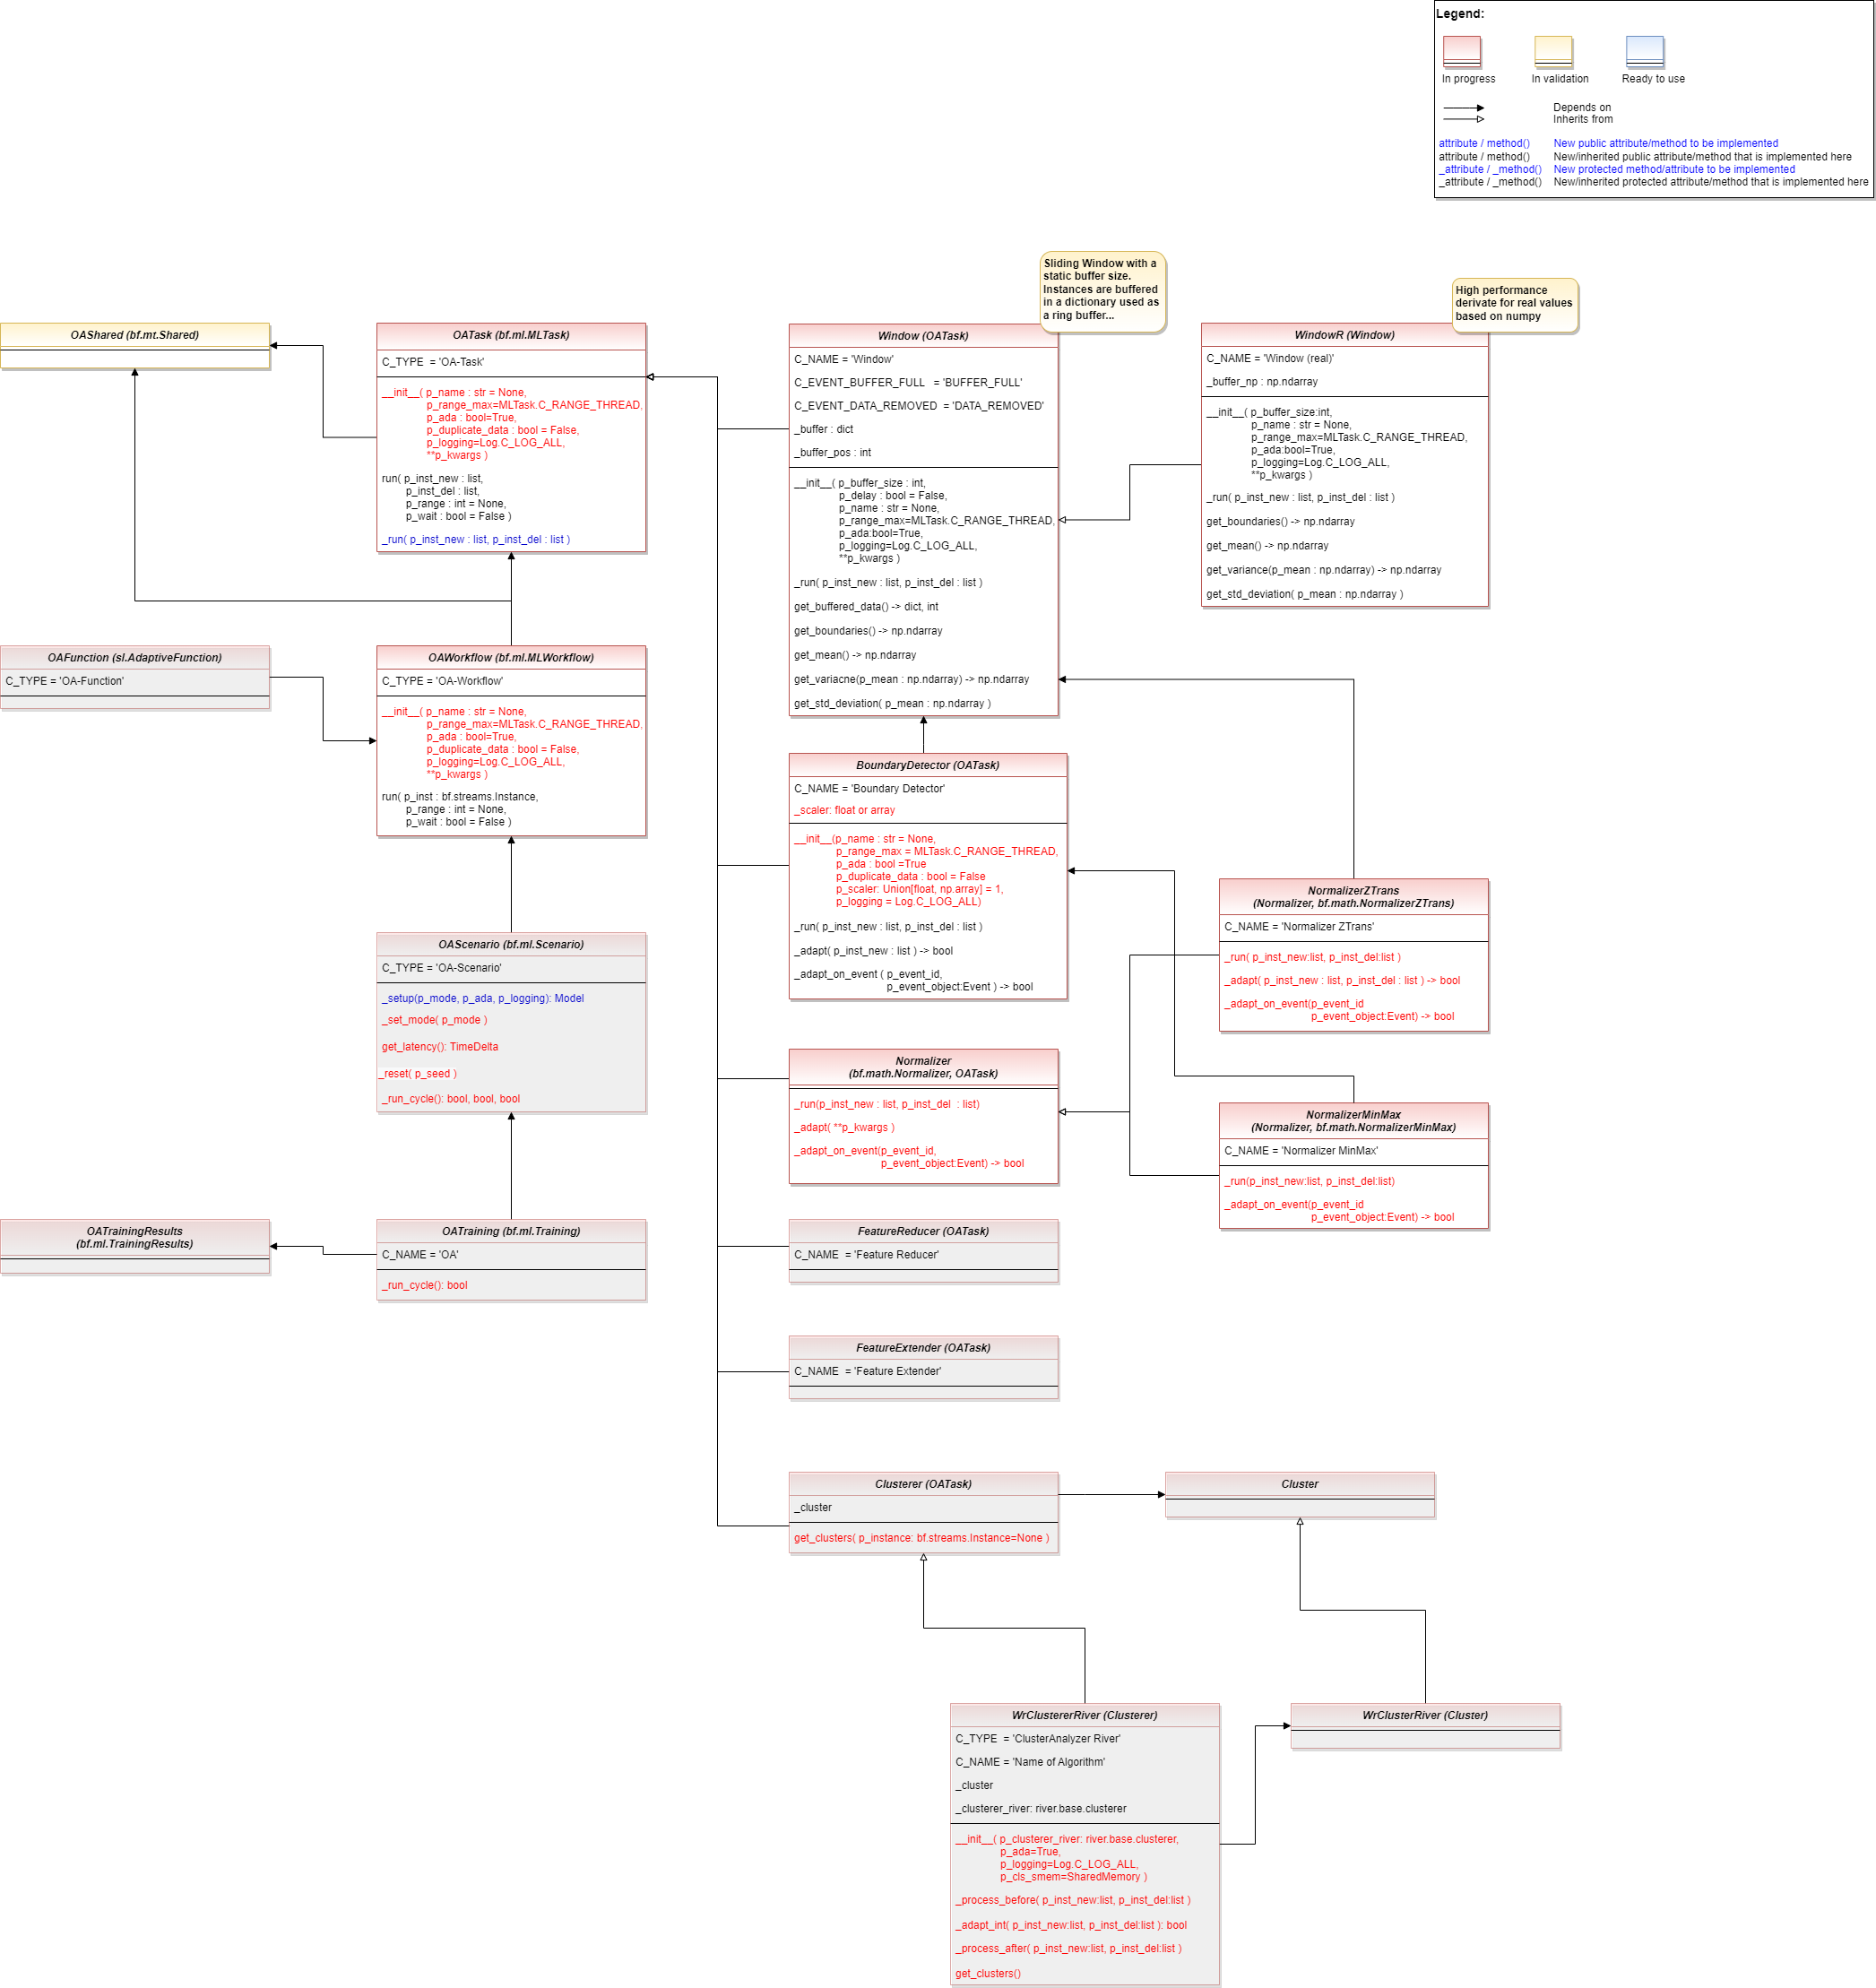 Legend:
In progress
In validation
Ready to use
Depends on
Inherits from
attribute / method() New public attribute/method to be implemented
attribute / method() New/inherited public attribute/method that is implemented here
_attribute / _method() New protected method/attribute to be implemented
_attribute / _method() New/inherited protected attribute/method that is implemented here
Sliding Window with a
static buffer size.
Instances are buffered
in a dictionary used as
a ring buffer...
High performance
derivate for real values
based on numpy
OAShared (bf.mt.Shared)
OATask (bf.ml.MLTask)
C_TYPE = 'OA-Task'
__init__( p_name : str = None,
p_range_max=MLTask.C_RANGE_THREAD,
p_ada : bool=True,
p_duplicate_data : bool = False,
p_logging=Log.C_LOG_ALL,
**p_kwargs )
run( p_inst_new : list,
p_inst_del : list,
p_range : int = None,
p_wait : bool = False )
_run( p_inst_new : list, p_inst_del : list )
Window (OATask)
C_NAME = 'Window'
C_EVENT_BUFFER_FULL = 'BUFFER_FULL'
C_EVENT_DATA_REMOVED = 'DATA_REMOVED'
_buffer : dict
_buffer_pos : int
__init__( p_buffer_size : int,
p_delay : bool = False,
p_name : str = None,
p_range_max=MLTask.C_RANGE_THREAD,
p_ada:bool=True,
p_logging=Log.C_LOG_ALL,
**p_kwargs )
_run( p_inst_new : list, p_inst_del : list )
get_buffered_data() -> dict, int
get_boundaries() -> np.ndarray
get_mean() -> np.ndarray
get_variacne(p_mean : np.ndarray) -> np.ndarray
get_std_deviation( p_mean : np.ndarray )
WindowR (Window)
C_NAME = 'Window (real)'
_buffer_np : np.ndarray
__init__( p_buffer_size:int,
p_name : str = None,
p_range_max=MLTask.C_RANGE_THREAD,
p_ada:bool=True,
p_logging=Log.C_LOG_ALL,
**p_kwargs )
_run( p_inst_new : list, p_inst_del : list )
get_boundaries() -> np.ndarray
get_mean() -> np.ndarray
get_variance(p_mean : np.ndarray) -> np.ndarray
get_std_deviation( p_mean : np.ndarray )
OAFunction (sl.AdaptiveFunction)
C_TYPE = 'OA-Function'
OAWorkflow (bf.ml.MLWorkflow)
C_TYPE = 'OA-Workflow'
__init__( p_name : str = None,
p_range_max=MLTask.C_RANGE_THREAD,
p_ada : bool=True,
p_duplicate_data : bool = False,
p_logging=Log.C_LOG_ALL,
**p_kwargs )
run( p_inst : bf.streams.Instance,
p_range : int = None,
p_wait : bool = False )
BoundaryDetector (OATask)
C_NAME = 'Boundary Detector'
_scaler: float or array
__init__(p_name : str = None,
p_range_max = MLTask.C_RANGE_THREAD,
p_ada : bool =True
p_duplicate_data : bool = False
p_scaler: Union[float, np.array] = 1,
p_logging = Log.C_LOG_ALL)
_run( p_inst_new : list, p_inst_del : list )
_adapt( p_inst_new : list ) -> bool
_adapt_on_event ( p_event_id,
p_event_object:Event ) -> bool
NormalizerZTrans
(Normalizer, bf.math.NormalizerZTrans)
C_NAME = 'Normalizer ZTrans'
_run( p_inst_new:list, p_inst_del:list )
_adapt( p_inst_new : list, p_inst_del : list ) -> bool
_adapt_on_event(p_event_id
p_event_object:Event) -> bool
OAScenario (bf.ml.Scenario)
C_TYPE = 'OA-Scenario'
_setup(p_mode, p_ada, p_logging): Model
_set_mode( p_mode )
get_latency(): TimeDelta
_reset( p_seed )
_run_cycle(): bool, bool, bool
Normalizer
(bf.math.Normalizer, OATask)
_run(p_inst_new : list, p_inst_del : list)
_adapt( **p_kwargs )
_adapt_on_event(p_event_id,
p_event_object:Event) -> bool
NormalizerMinMax
(Normalizer, bf.math.NormalizerMinMax)
C_NAME = 'Normalizer MinMax'
_run(p_inst_new:list, p_inst_del:list)
_adapt_on_event(p_event_id
p_event_object:Event) -> bool
OATrainingResults
(bf.ml.TrainingResults)
OATraining (bf.ml.Training)
C_NAME = 'OA'
_run_cycle(): bool
FeatureReducer (OATask)
C_NAME = 'Feature Reducer'
FeatureExtender (OATask)
C_NAME = 'Feature Extender'
Clusterer (OATask)
_cluster
get_clusters( p_instance: bf.streams.Instance=None )
Cluster
WrClustererRiver (Clusterer)
C_TYPE = 'ClusterAnalyzer River'
C_NAME = 'Name of Algorithm'
_cluster
_clusterer_river: river.base.clusterer
__init__( p_clusterer_river: river.base.clusterer,
p_ada=True,
p_logging=Log.C_LOG_ALL,
p_cls_smem=SharedMemory )
_process_before( p_inst_new:list, p_inst_del:list )
_adapt_int( p_inst_new:list, p_inst_del:list ): bool
_process_after( p_inst_new:list, p_inst_del:list )
get_clusters()
WrClusterRiver (Cluster)